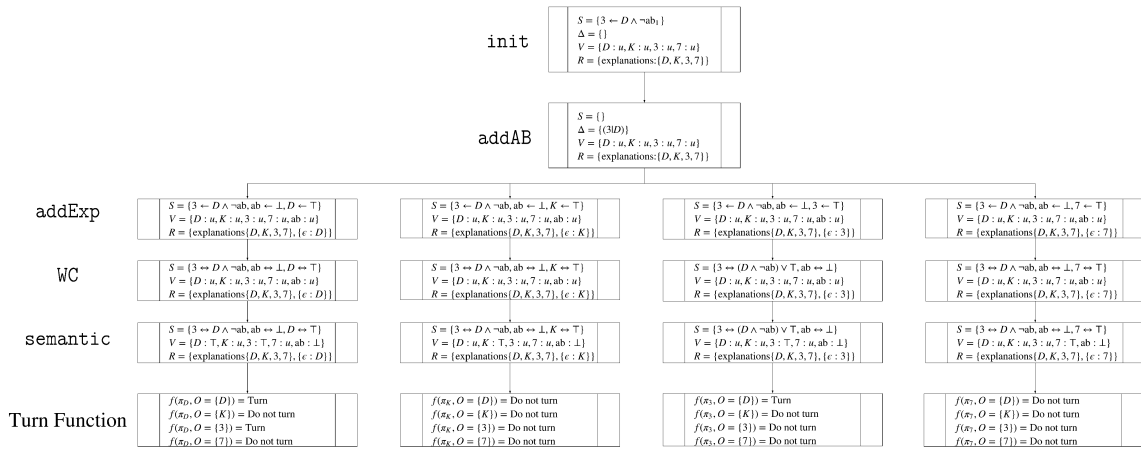 init
S = {3 ← D ∧ ¬ab₁ }
Δ = {}
V = {D : u, K : u, 3 : u, 7 : u}
R = {explanations:{D, K, 3, 7}}
addAB
S = {}
Δ = {(3|D)}
V = {D : u, K : u, 3 : u, 7 : u}
R = {explanations:{D, K, 3, 7}}
addExp
S = {3 ← D ∧ ¬ab, ab ← ⊥, D ← ⊤}
V = {D : u, K : u, 3 : u, 7 : u, ab : u}
R = {explanations{D, K, 3, 7}, {ϵ : D}}
S = {3 ← D ∧ ¬ab, ab ← ⊥, K ← ⊤}
V = {D : u, K : u, 3 : u, 7 : u, ab : u}
R = {explanations{D, K, 3, 7}, {ϵ : K}}
S = {3 ← D ∧ ¬ab, ab ← ⊥, 3 ← ⊤}
V = {D : u, K : u, 3 : u, 7 : u, ab : u}
R = {explanations{D, K, 3, 7}, {ϵ : 3}}
S = {3 ← D ∧ ¬ab, ab ← ⊥, 7 ← ⊤}
V = {D : u, K : u, 3 : u, 7 : u, ab : u}
R = {explanations{D, K, 3, 7}, {ϵ : 7}}
WC
S = {3 ↔ D ∧ ¬ab, ab ↔ ⊥, D ↔ ⊤}
V = {D : u, K : u, 3 : u, 7 : u, ab : u}
R = {explanations{D, K, 3, 7}, {ϵ : D}}
S = {3 ↔ D ∧ ¬ab, ab ↔ ⊥, K ↔ ⊤}
V = {D : u, K : u, 3 : u, 7 : u, ab : u}
R = {explanations{D, K, 3, 7}, {ϵ : K}}
S = {3 ↔ (D ∧ ¬ab) ∨ ⊤, ab ↔ ⊥}
V = {D : u, K : u, 3 : u, 7 : u, ab : u}
R = {explanations{D, K, 3, 7}, {ϵ : 3}}
S = {3 ↔ D ∧ ¬ab, ab ↔ ⊥, 7 ↔ ⊤}
V = {D : u, K : u, 3 : u, 7 : u, ab : u}
R = {explanations{D, K, 3, 7}, {ϵ : 7}}
semantic
S = {3 ↔ D ∧ ¬ab, ab ↔ ⊥, D ↔ ⊤}
V = {D : ⊤, K : u, 3 : ⊤, 7 : u, ab : ⊥}
R = {explanations{D, K, 3, 7}, {ϵ : D}}
S = {3 ↔ D ∧ ¬ab, ab ↔ ⊥, K ↔ ⊤}
V = {D : u, K : ⊤, 3 : u, 7 : u, ab : ⊥}
R = {explanations{D, K, 3, 7}, {ϵ : K}}
S = {3 ↔ (D ∧ ¬ab) ∨ ⊤, ab ↔ ⊥}
V = {D : u, K : u, 3 : ⊤, 7 : u, ab : ⊥}
R = {explanations{D, K, 3, 7}, {ϵ : 3}}
S = {3 ↔ D ∧ ¬ab, ab ↔ ⊥, 7 ↔ ⊤}
V = {D : u, K : u, 3 : u, 7 : ⊤, ab : ⊥}
R = {explanations{D, K, 3, 7}, {ϵ : 7}}
Turn Function
f(π_D, O = {D}) = Turn
f(π_D, O = {K}) = Do not turn
f(π_D, O = {3}) = Turn
f(π_D, O = {7}) = Do not turn
f(π_K, O = {D}) = Do not turn
f(π_K, O = {K}) = Do not turn
f(π_K, O = {3}) = Do not turn
f(π_K, O = {7}) = Do not turn
f(π₃, O = {D}) = Turn
f(π₃, O = {K}) = Do not turn
f(π₃, O = {3}) = Do not turn
f(π₃, O = {7}) = Do not turn
f(π₇, O = {D}) = Do not turn
f(π₇, O = {K}) = Do not turn
f(π₇, O = {3}) = Do not turn
f(π₇, O = {7}) = Do not turn